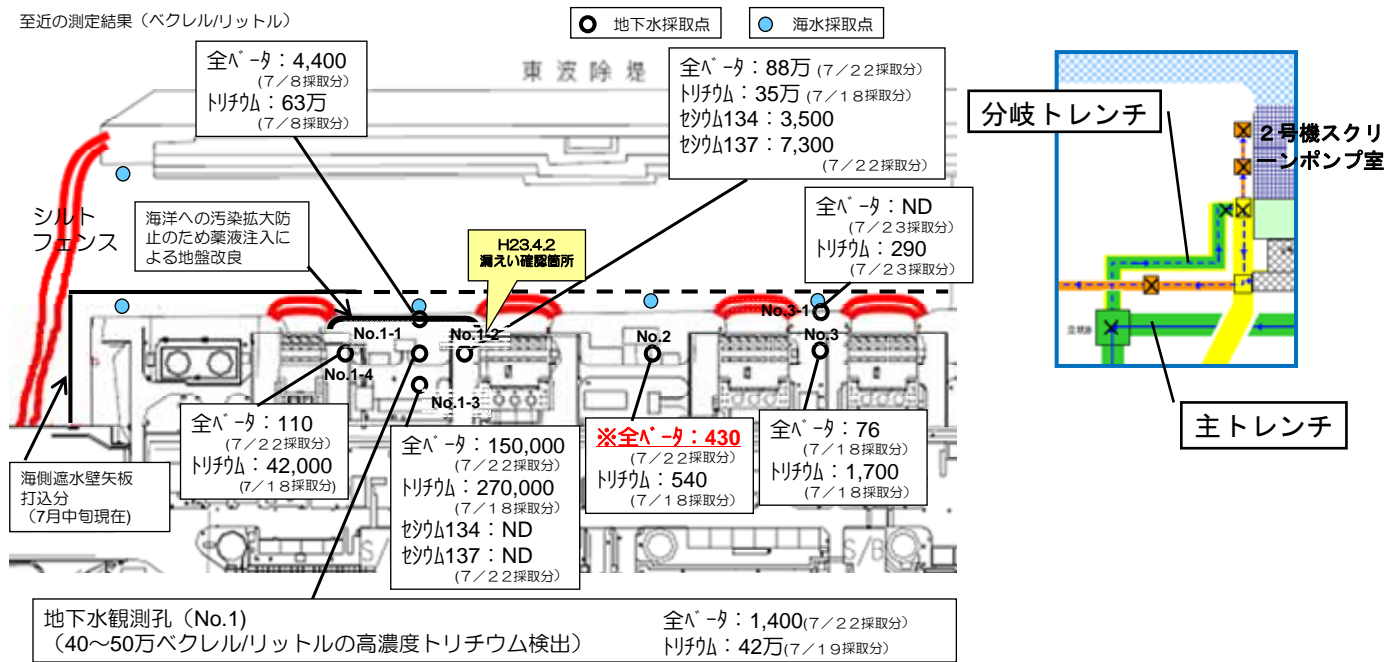 至近の測定結果（ベクレル/リットル）
地下水採取点
海水採取点
全ﾍﾞｰﾀ：4,400
(7／8採取分)
ﾄﾘﾁｳﾑ：63万
(7／8採取分)
東波除堤
全ﾍﾞｰﾀ：88万 (7／22採取分)
ﾄﾘﾁｳﾑ：35万 (7／18採取分)
ｾｼｳﾑ134：3,500
ｾｼｳﾑ137：7,300
(7／22採取分)
シルト
フェンス
海洋への汚染拡大防
止のため薬液注入に
よる地盤改良
H23.4.2
漏えい確認箇所
全ﾍﾞｰﾀ：ND
(7／23採取分)
ﾄﾘﾁｳﾑ：290
(7／23採取分)
No.1-1
No.1-2
No.1-4
No.1-3
No.2
No.3-1
No.3
全ﾍﾞｰﾀ：110
(7／22採取分)
ﾄﾘﾁｳﾑ：42,000
(7／18採取分)
全ﾍﾞｰﾀ：150,000
(7／22採取分)
ﾄﾘﾁｳﾑ：270,000
(7／18採取分)
ｾｼｳﾑ134：ND
ｾｼｳﾑ137：ND
(7／22採取分)
※全ﾍﾞｰﾀ：430
(7／22採取分)
ﾄﾘﾁｳﾑ：540
(7／18採取分)
全ﾍﾞｰﾀ：76
(7／18採取分)
ﾄﾘﾁｳﾑ：1,700
(7／18採取分)
海側遮水壁矢板
打込分
（7月中旬現在)
S/B
地下水観測孔（No.1)
（40～50万ベクレル/リットルの高濃度トリチウム検出）
全ﾍﾞｰﾀ：1,400(7／22採取分)
ﾄﾘﾁｳﾑ：42万(7／19採取分)
分岐トレンチ
２号機スクリ
ーンポンプ室
立坑B
主トレンチ